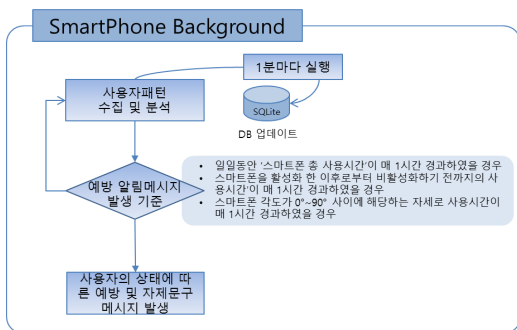 SmartPhone Background
1분마다 실행
사용자패턴
수집 및 분석
SQLite
DB 업데이트
예방 알림메시지
발생 기준
• 일일동안 '스마트폰 총 사용시간'이 매 1시간 경과하였을 경우
• 스마트폰을 활성화 한 이후로부터 비활성화하기 전까지의 사
용시간'이 매 1시간 경과하였을 경우
• 스마트폰 각도가 0°~90° 사이에 해당하는 자세로 사용시간이
매 1시간 경과하였을 경우
사용자의 상태에 따
른 예방 및 자제문구
메시지 발생